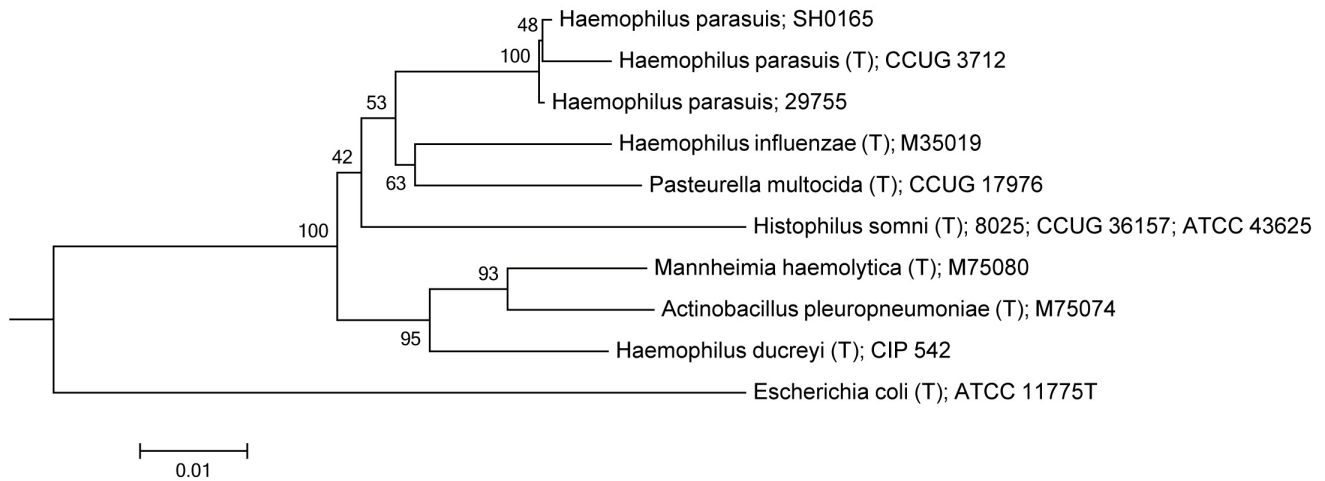 48
Haemophilus parasuis; SH0165
100
Haemophilus parasuis (T); CCUG 3712
53
Haemophilus parasuis; 29755
Haemophilus influenzae (T); M35019
42
63
Pasteurella multocida (T); CCUG 17976
100
Histophilus somni (T); 8025; CCUG 36157; ATCC 43625
93
Mannheimia haemolytica (T); M75080
Actinobacillus pleuropneumoniae (T); M75074
95
Haemophilus ducreyi (T); CIP 542
Escherichia coli (T); ATCC 11775T
0.01